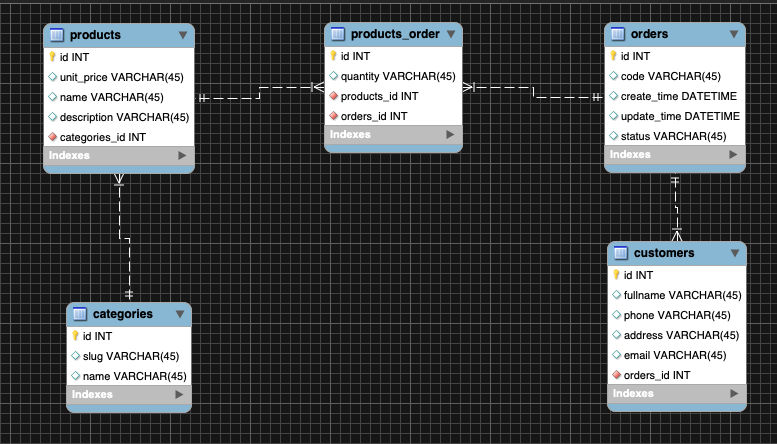 products
id INT
unit_price VARCHAR(45)
name VARCHAR(45)
description VARCHAR(45)
categories_id INT
Indexes
products_order
id INT
quantity VARCHAR(45)
products_id INT
orders_id INT
Indexes
orders
id INT
code VARCHAR(45)
create_time DATETIME
update_time DATETIME
status VARCHAR(45)
Indexes
categories
id INT
slug VARCHAR(45)
name VARCHAR(45)
Indexes
customers
id INT
fullname VARCHAR(45)
phone VARCHAR(45)
address VARCHAR(45)
email VARCHAR(45)
orders_id INT
Indexes